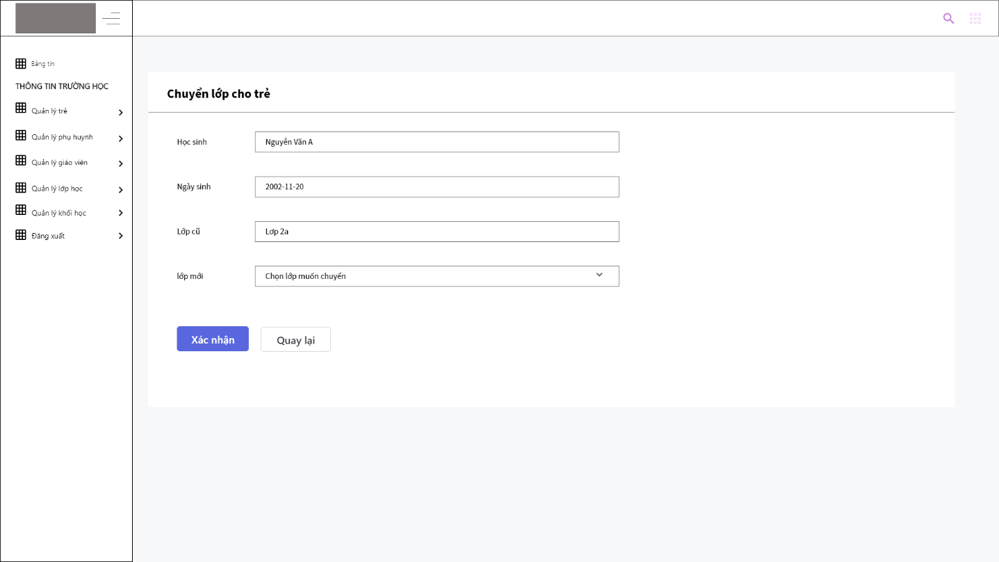 Bảng tin
THÔNG TIN TRƯỜNG HỌC
Quản lý trẻ
Quản lý phụ huynh
Quản lý giáo viên
Quản lý lớp học
Quản lý khối học
Đăng xuất
Chuyển lớp cho trẻ
Học sinh
Nguyễn Văn A
Ngày sinh
2002-11-20
Lớp cũ
Lơp 2a
lớp mới
Chọn lớp muốn chuyển
Xác nhận
Quay lại